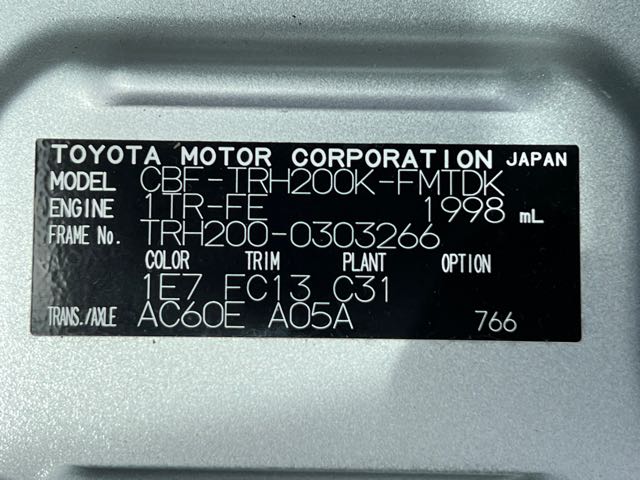 TOYOTA MOTOR CORPORATION JAPAN
MODEL CBF-TRH200K-FMTDK
ENGINE 1TR-FE 1998 mL
FRAME No. TRH200-0303266
COLOR TRIM PLANT OPTION
1E7 FC13 C31
TRANS./AXLE AC60E A05A 766